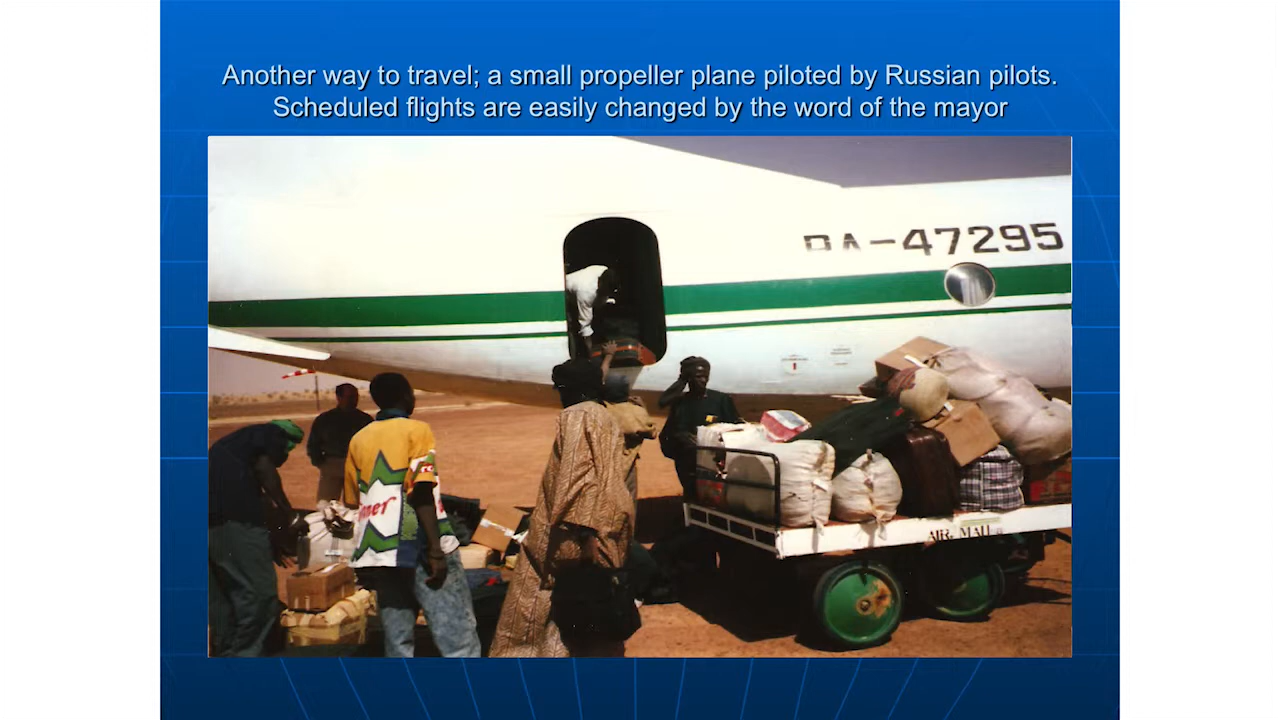 Another way to travel; a small propeller plane piloted by Russian pilots.
Scheduled flights are easily changed by the word of the mayor
RA-47295
AIR MALI